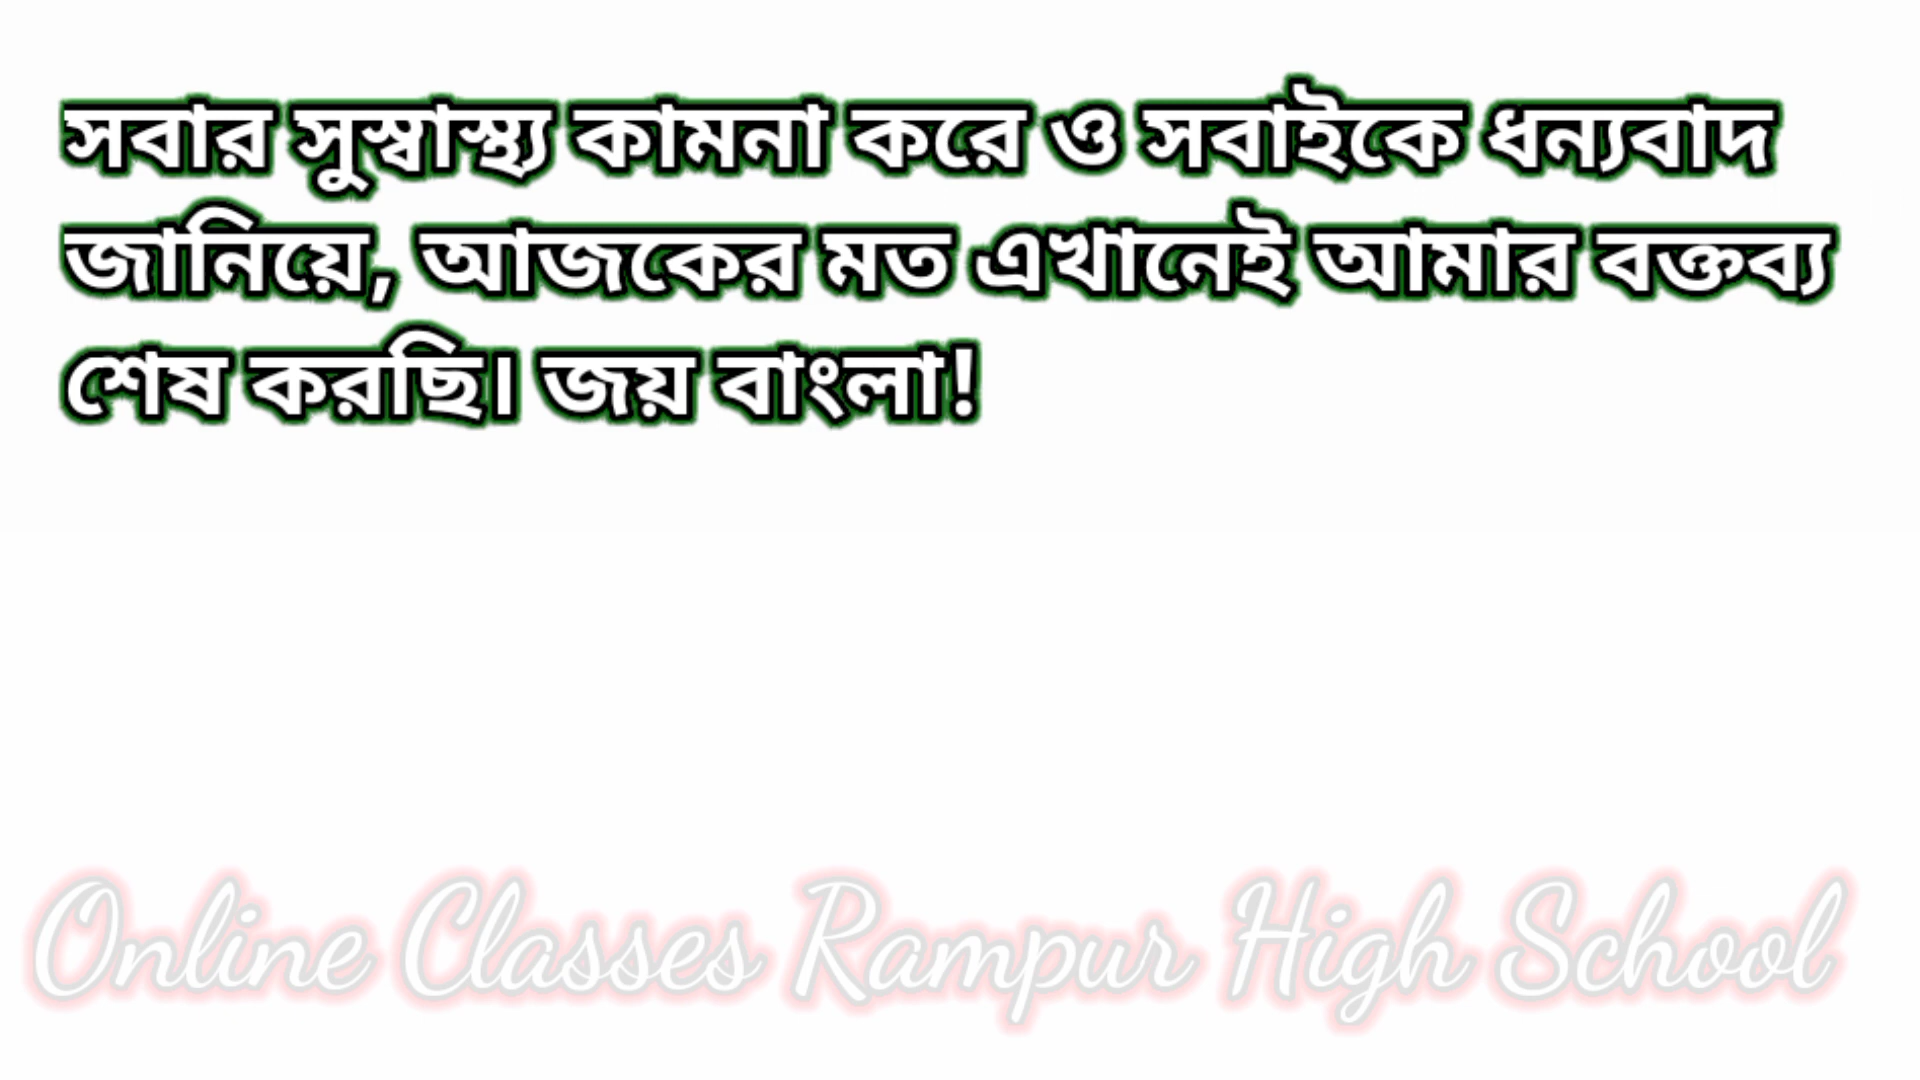 সবার সুস্বাস্থ্য কামনা করে ও সবাইকে ধন্যবাদ
জানিয়ে, আজকের মত এখানেই আমার বক্তব্য
শেষ করছি। জয় বাংলা!
Online Classes Rampur High School